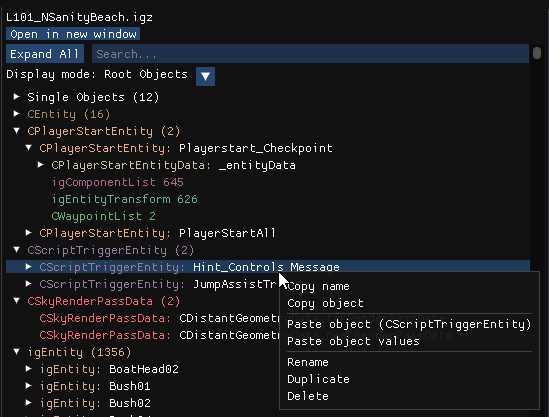 L101_NSanityBeach.igz
Open in new window
Expand All Search...
Display mode: Root Objects
Single Objects (12)
CEntity (16)
CPlayerStartEntity (2)
CPlayerStartEntity: Playerstart_Checkpoint
CPlayerStartEntityData: _entityData
igComponentList 645
igEntityTransform 626
CWaypointList 2
CPlayerStartEntity: PlayerStartAll
CScriptTriggerEntity (2)
CScriptTriggerEntity: Hint_Controls_Message
CScriptTriggerEntity: JumpAssistTr
CSkyRenderPassData (2)
CSkyRenderPassData: CDistantGeometr
CSkyRenderPassData: CDistantGeometr
igEntity (1356)
igEntity: BoatHead02
igEntity: Bush01
igEntity: Bush02
Copy name
Copy object
Paste object (CScriptTriggerEntity)
Paste object values
Rename
Duplicate
Delete